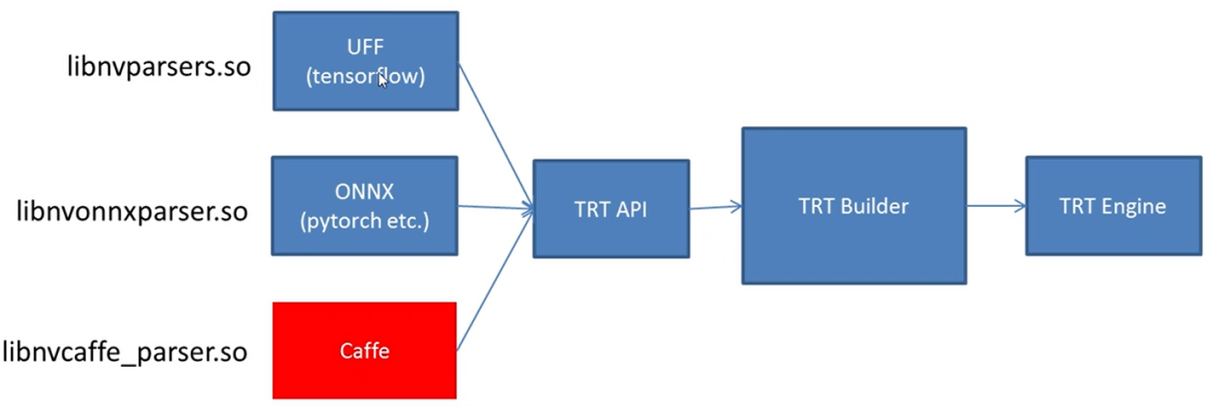 libnvparsers.so
UFF
(tensorflow)
libnvonnxparser.so
ONNX
(pytorch etc.)
libnvcaffe_parser.so
Caffe
TRT API
TRT Builder
TRT Engine